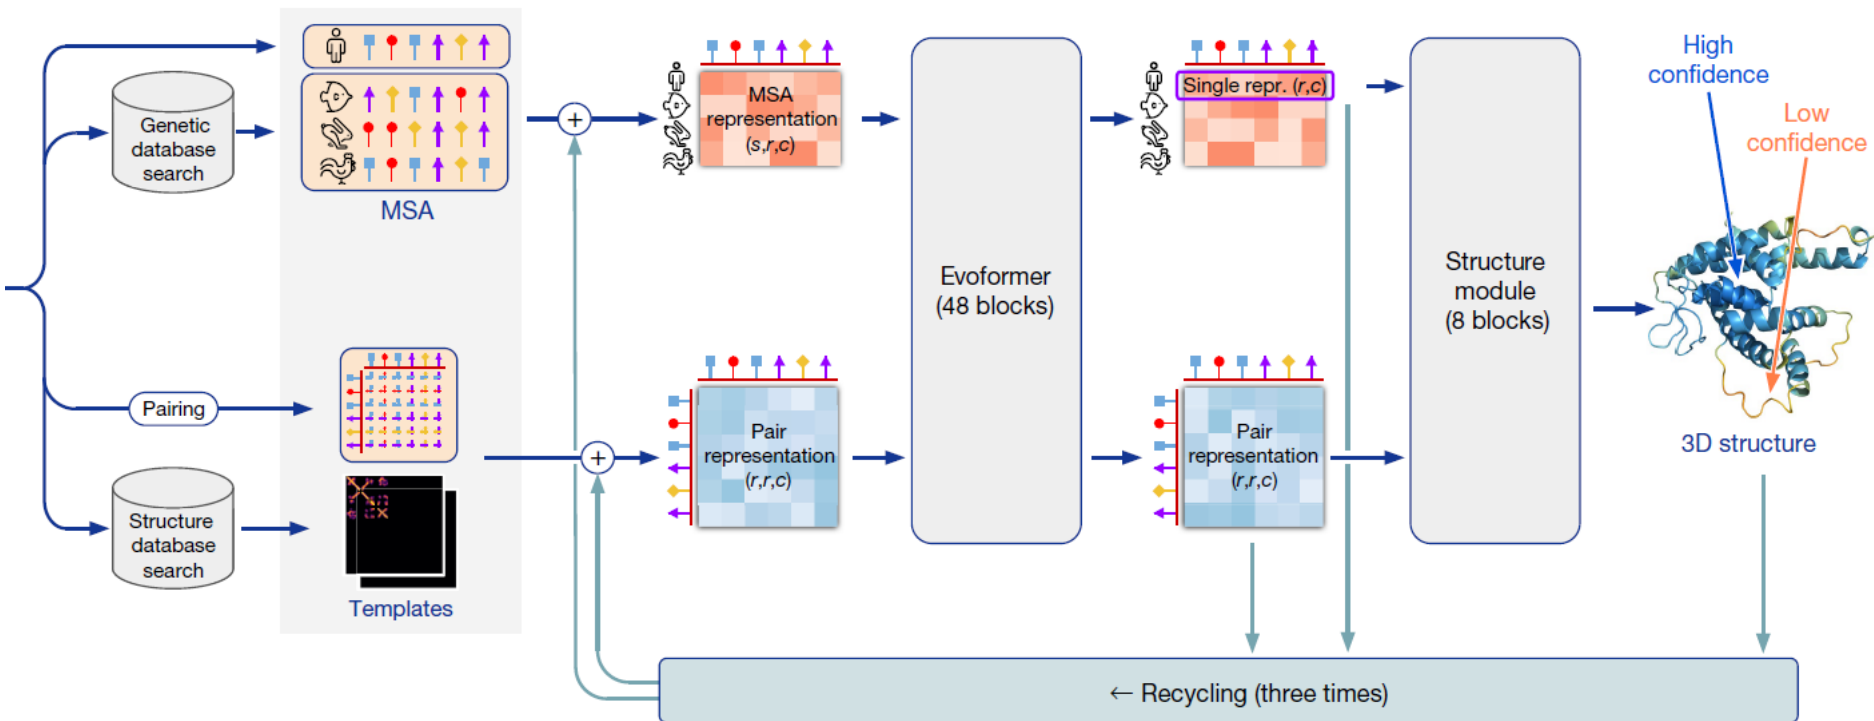 Genetic
database
search
MSA
Pairing
Structure
database
search
Templates
+
+
MSA
representation
(s,r,c)
Pair
representation
(r,r,c)
Evoformer
(48 blocks)
Single repr. (r,c)
Pair
representation
(r,r,c)
Structure
module
(8 blocks)
High
confidence
Low
confidence
3D structure
← Recycling (three times)